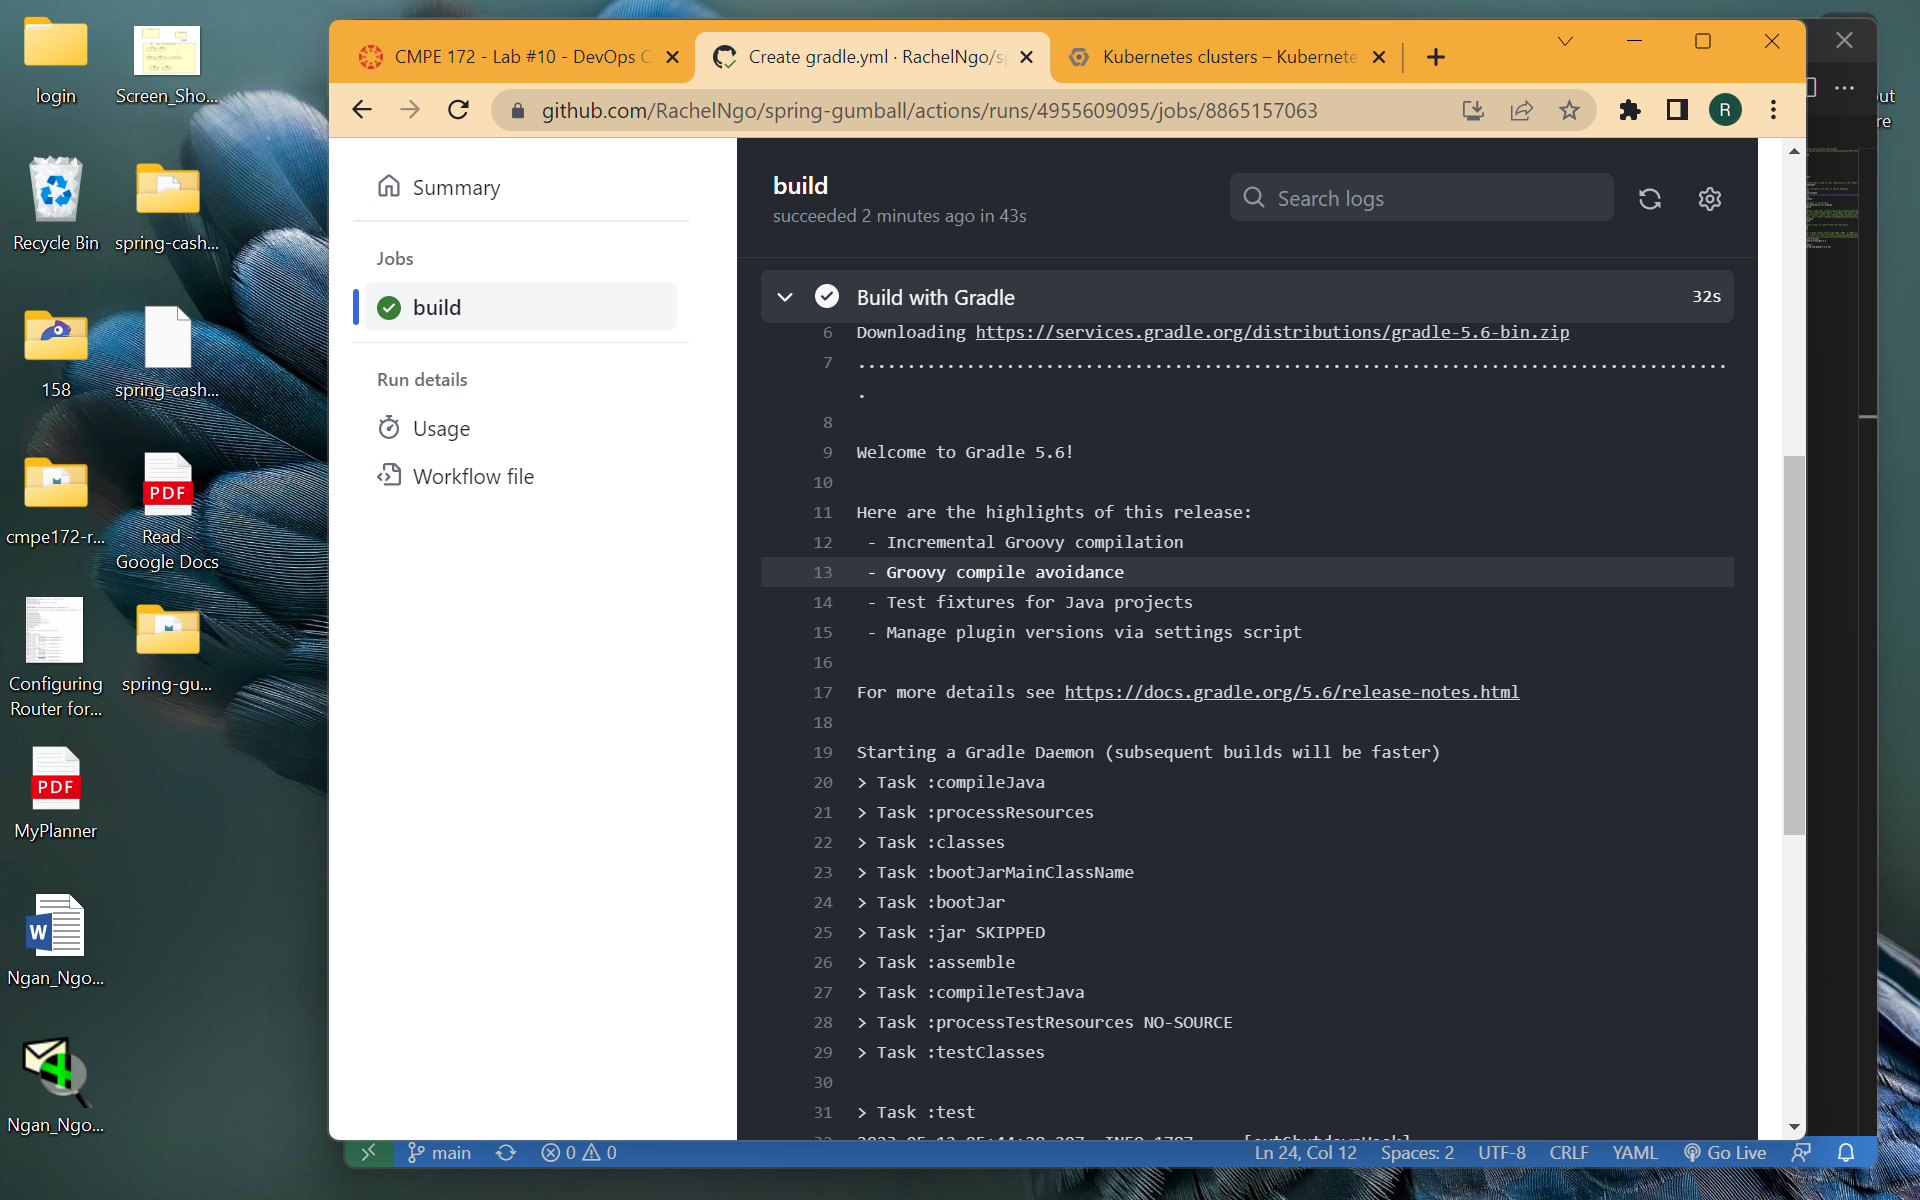 login
Screen_Sho...
Recycle Bin
spring-cash...
158
spring-cash...
cmpe172-r...
PDF
Read -
Google Docs
Configuring
Router for...
spring-gu...
PDF
MyPlanner
W
Ngan_Ngo...
Ngan_Ngo...
CMPE 172 - Lab #10 - DevOps C
Create gradle.yml · RachelNgo/sp
Kubernetes clusters – Kubernete
github.com/RachelNgo/spring-gumball/actions/runs/4955609095/jobs/8865157063
R
Summary
Jobs
build
Run details
Usage
Workflow file
build
succeeded 2 minutes ago in 43s
Search logs
Build with Gradle
32s
6 Downloading https://services.gradle.org/distributions/gradle-5.6-bin.zip
7 ........................................................................................
.
8
9 Welcome to Gradle 5.6!
10
11 Here are the highlights of this release:
12 - Incremental Groovy compilation
13 - Groovy compile avoidance
14 - Test fixtures for Java projects
15 - Manage plugin versions via settings script
16
17 For more details see https://docs.gradle.org/5.6/release-notes.html
18
19 Starting a Gradle Daemon (subsequent builds will be faster)
20 > Task :compileJava
21 > Task :processResources
22 > Task :classes
23 > Task :bootJarMainClassName
24 > Task :bootJar
25 > Task :jar SKIPPED
26 > Task :assemble
27 > Task :compileTestJava
28 > Task :processTestResources NO-SOURCE
29 > Task :testClasses
30
31 > Task :test
main
0
0
Ln 24, Col 12
Spaces: 2
UTF-8
CRLF
YAML
Go Live
out
re